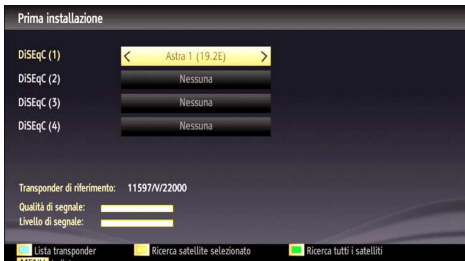 Prima installazione
DiSEqC (1) Astra 1 (19.2E)
DiSEqC (2) Nessuna
DiSEqC (3) Nessuna
DiSEqC (4) Nessuna
Transponder di riferimento: 11597/V/22000
Qualità di segnale:
Livello di segnale:
Lista transponder Ricerca satellite selezionato Ricerca tutti i satelliti
MENU